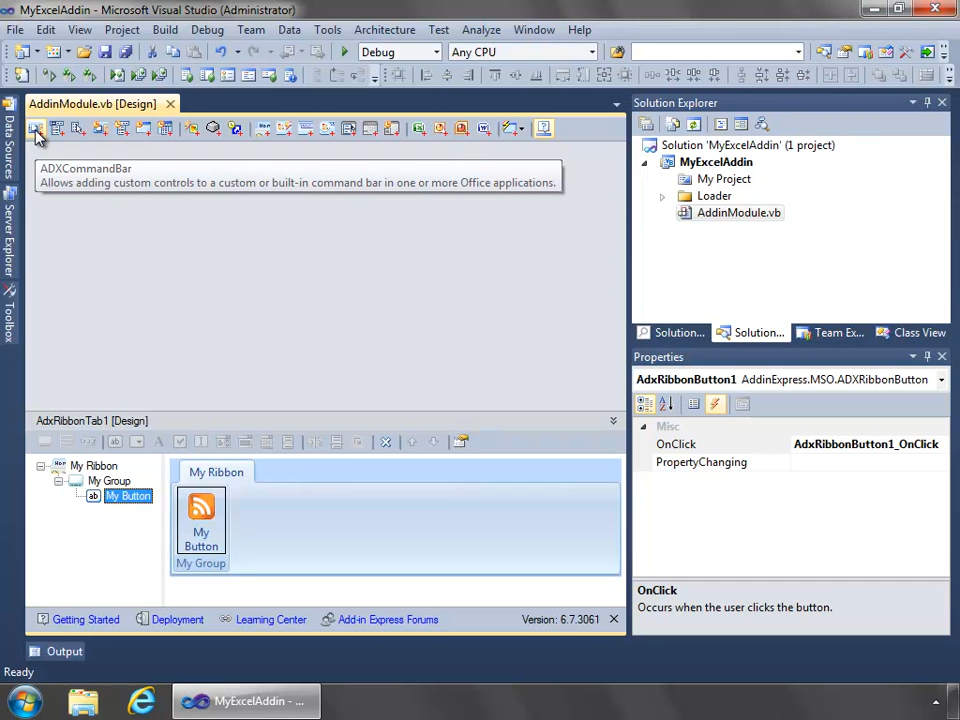 MyExcelAddin - Microsoft Visual Studio (Administrator)
File Edit View Project Build Debug Team Data Tools Architecture Test Analyze Window Help
Debug Any CPU
AddinModule.vb [Design]
Data Sources
Server Explorer
Toolbox
ADXCommandBar
Allows adding custom controls to a custom or built-in command bar in one or more Office applications.
Solution Explorer
Solution 'MyExcelAddin' (1 project)
MyExcelAddin
My Project
Loader
AddinModule.vb
Solution... Solution... Team Ex... Class View
Properties
AdxRibbonButton1 AddinExpress.MSO.ADXRibbonButton
Misc
OnClick AdxRibbonButton1_OnClick
PropertyChanging
OnClick
Occurs when the user clicks the button.
AdxRibbonTab1 [Design]
My Ribbon
My Group
ab My Button
My Ribbon
My
Button
My Group
Getting Started Deployment Learning Center Add-in Express Forums Version: 6.7.3061
Output
Ready
MyExcelAddin - ...